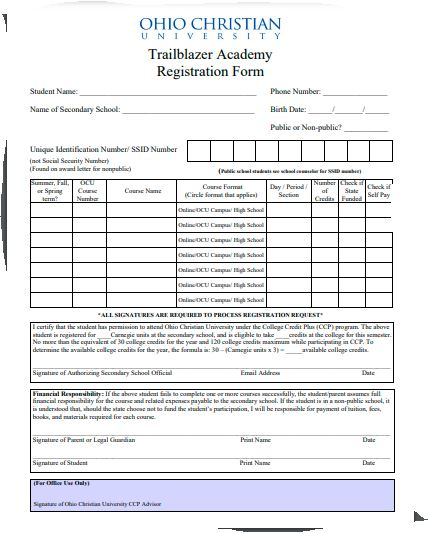 OHIO CHRISTIAN
UNIVERSITY
Trailblazer Academy
Registration Form
Student Name: ____________________ Phone Number: ____________________
Name of Secondary School: ____________________ Birth Date: ______/______/______
Public or Non-public? ____________
Unique Identification Number/ SSID Number
(not Social Security Number)
(Found on award letter for nonpublic) (Public school students see school counselor for SSID number)
Summer, Fall, or Spring term? OCU Course Number Course Name Course Format (Circle format that applies) Day / Period / Section Number of Credits Check if State Funded Check if Self Pay
Online/OCU Campus/ High School
Online/OCU Campus/ High School
Online/OCU Campus/ High School
Online/OCU Campus/ High School
Online/OCU Campus/ High School
Online/OCU Campus/ High School
Online/OCU Campus/ High School
*ALL SIGNATURES ARE REQUIRED TO PROCESS REGISTRATION REQUEST*
I certify that the student has permission to attend Ohio Christian University under the College Credit Plus (CCP) program. The above
student is registered for ____Carnegie units at the secondary school, and is eligible to take ____credits at the college for this semester.
No more than the equivalent of 30 college credits for the year and 120 college credits maximum while participating in CCP. To
determine the available college credits for the year, the formula is: 30 – (Carnegie units x 3) = _____available college credits.
Signature of Authorizing Secondary School Official Email Address Date
Financial Responsibility: If the above student fails to complete one or more courses successfully, the student/parent assumes full
financial responsibility for the course and related expenses payable to the secondary school. If the student is in a non-public school, it
is understood that, should the state choose not to fund the student's participation, I will be responsible for payment of tuition, fees,
books, and materials required for each course.
Signature of Parent or Legal Guardian Print Name Date
Signature of Student Print Name Date
(For Office Use Only)
Signature of Ohio Christian University CCP Advisor